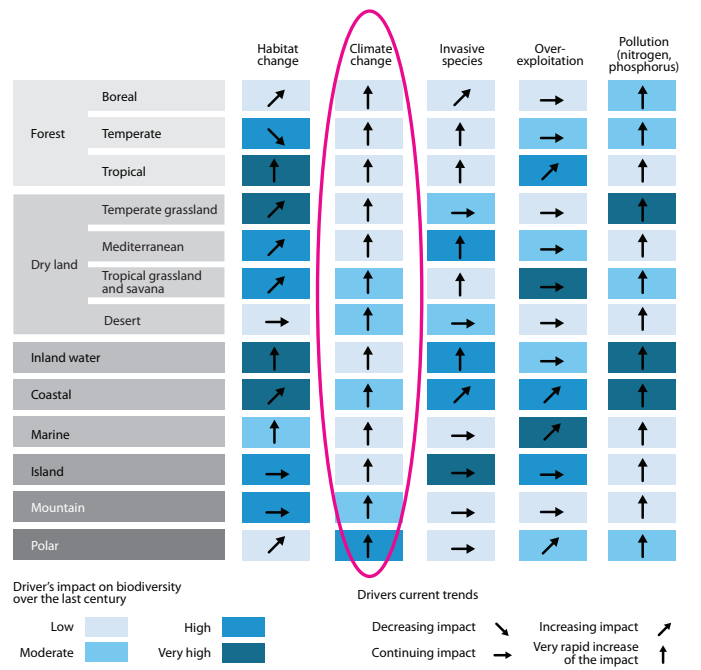 Habitat
change
Climate
change
Invasive
species
Over-
exploitation
Pollution
(nitrogen,
phosphorus)
Forest
Boreal
Temperate
Tropical
Dry land
Temperate grassland
Mediterranean
Tropical grassland
and savana
Desert
Inland water
Coastal
Marine
Island
Mountain
Polar
Driver's impact on biodiversity
over the last century
Low
High
Moderate
Very high
Drivers current trends
Decreasing impact
Increasing impact
Continuing impact
Very rapid increase
of the impact